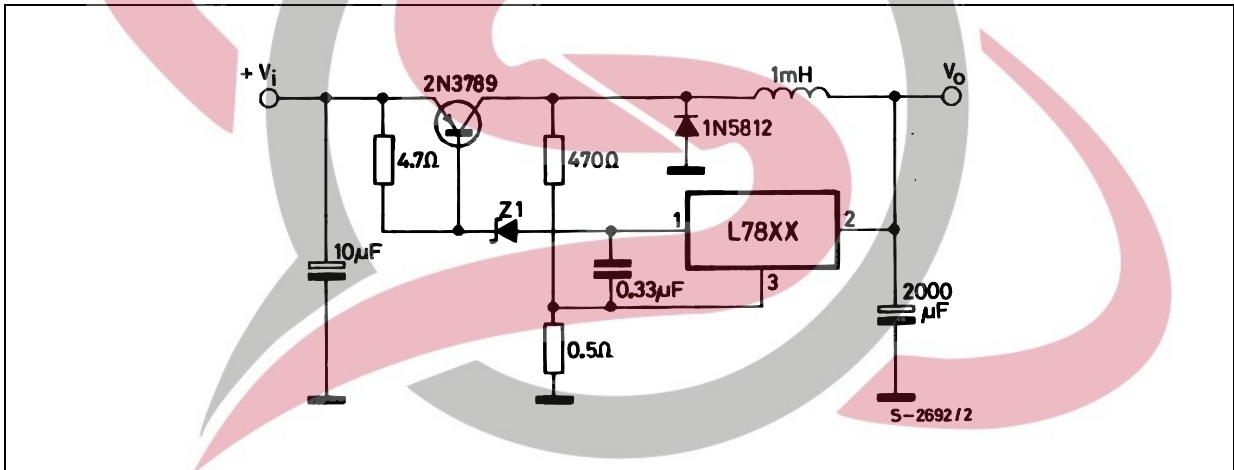 + Vi
2N3789
1mH
Vo
4.7Ω
470Ω
1N5812
Z1
1
L78XX
2
10µF
0.33µF
3
2000
µF
0.5Ω
S-2692/2